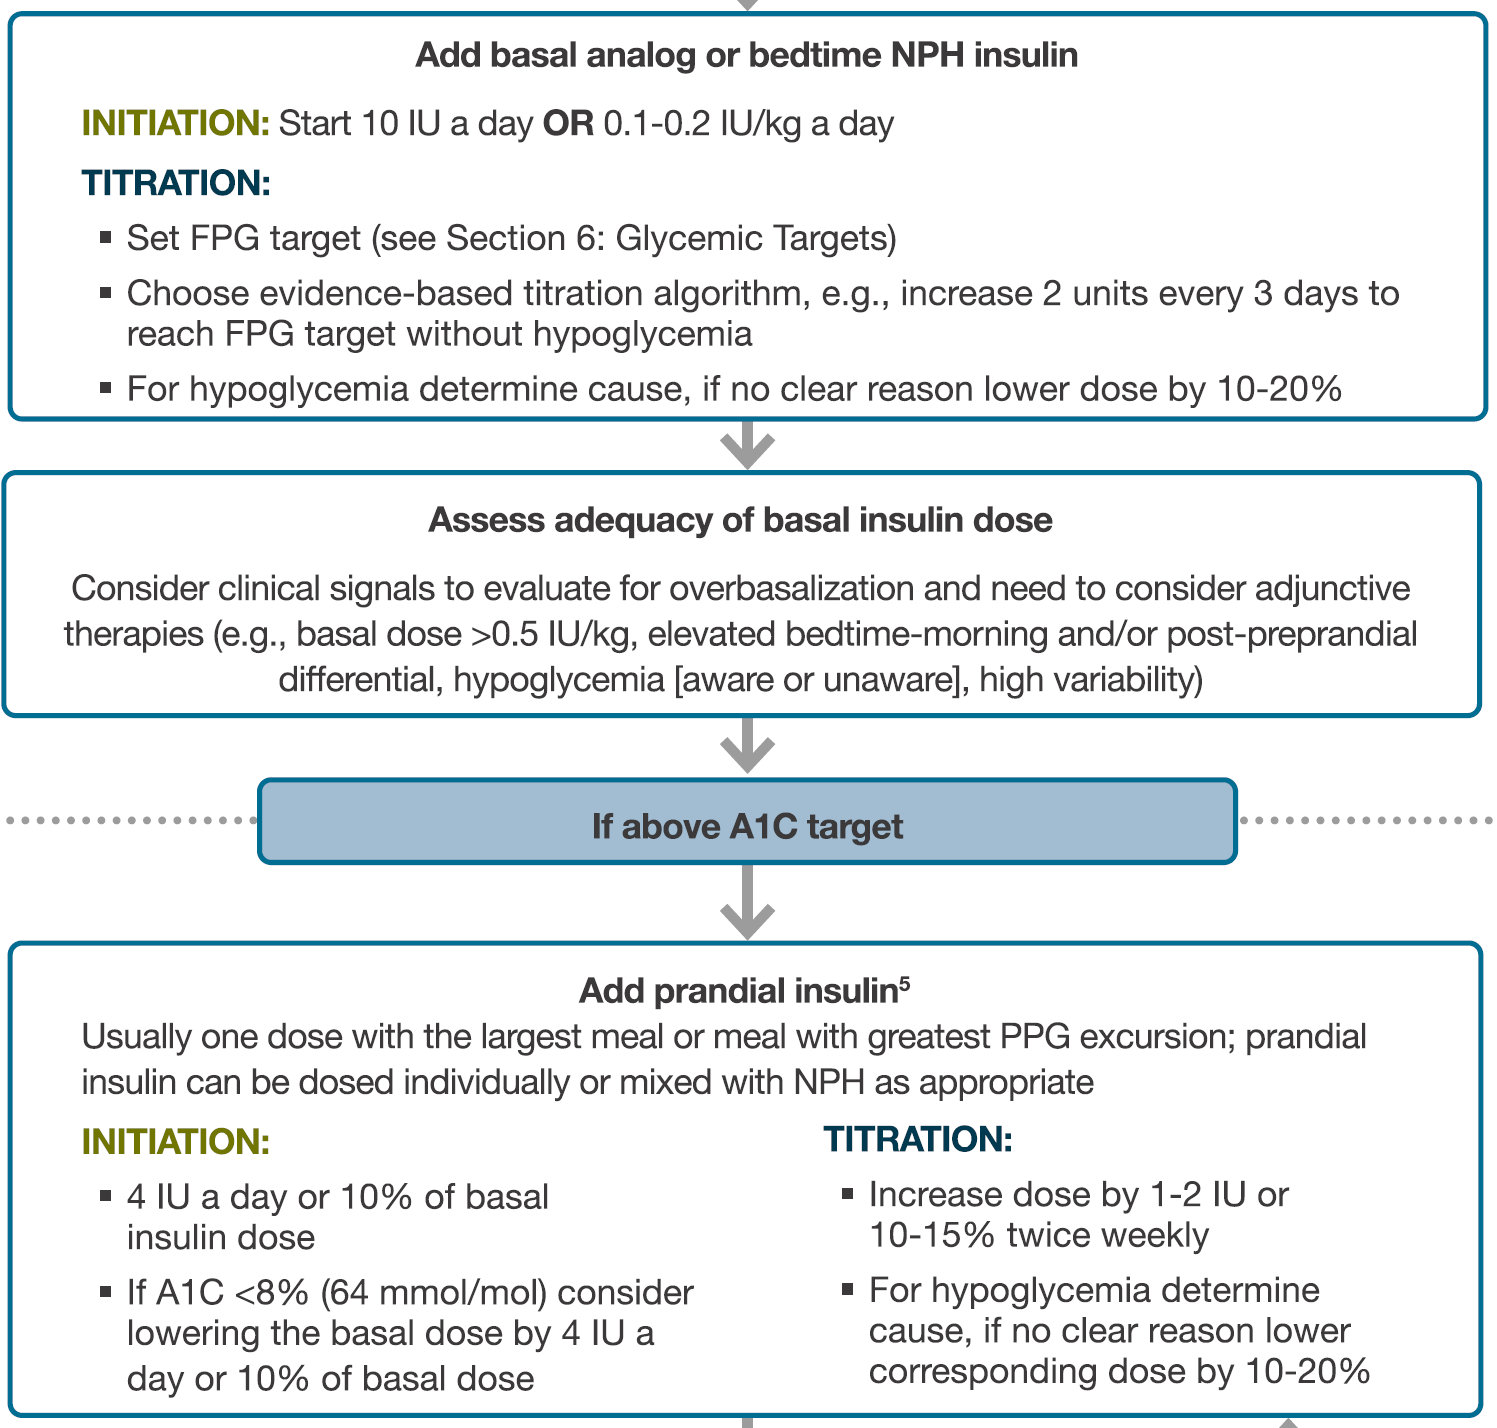 Add basal analog or bedtime NPH insulin
INITIATION: Start 10 IU a day OR 0.1-0.2 IU/kg a day
TITRATION:
▪ Set FPG target (see Section 6: Glycemic Targets)
▪ Choose evidence-based titration algorithm, e.g., increase 2 units every 3 days to
reach FPG target without hypoglycemia
▪ For hypoglycemia determine cause, if no clear reason lower dose by 10-20%
Assess adequacy of basal insulin dose
Consider clinical signals to evaluate for overbasalization and need to consider adjunctive
therapies (e.g., basal dose >0.5 IU/kg, elevated bedtime-morning and/or post-preprandial
differential, hypoglycemia [aware or unaware], high variability)
If above A1C target
Add prandial insulin⁵
Usually one dose with the largest meal or meal with greatest PPG excursion; prandial
insulin can be dosed individually or mixed with NPH as appropriate
INITIATION:
▪ 4 IU a day or 10% of basal
insulin dose
▪ If A1C <8% (64 mmol/mol) consider
lowering the basal dose by 4 IU a
day or 10% of basal dose
TITRATION:
▪ Increase dose by 1-2 IU or
10-15% twice weekly
▪ For hypoglycemia determine
cause, if no clear reason lower
corresponding dose by 10-20%